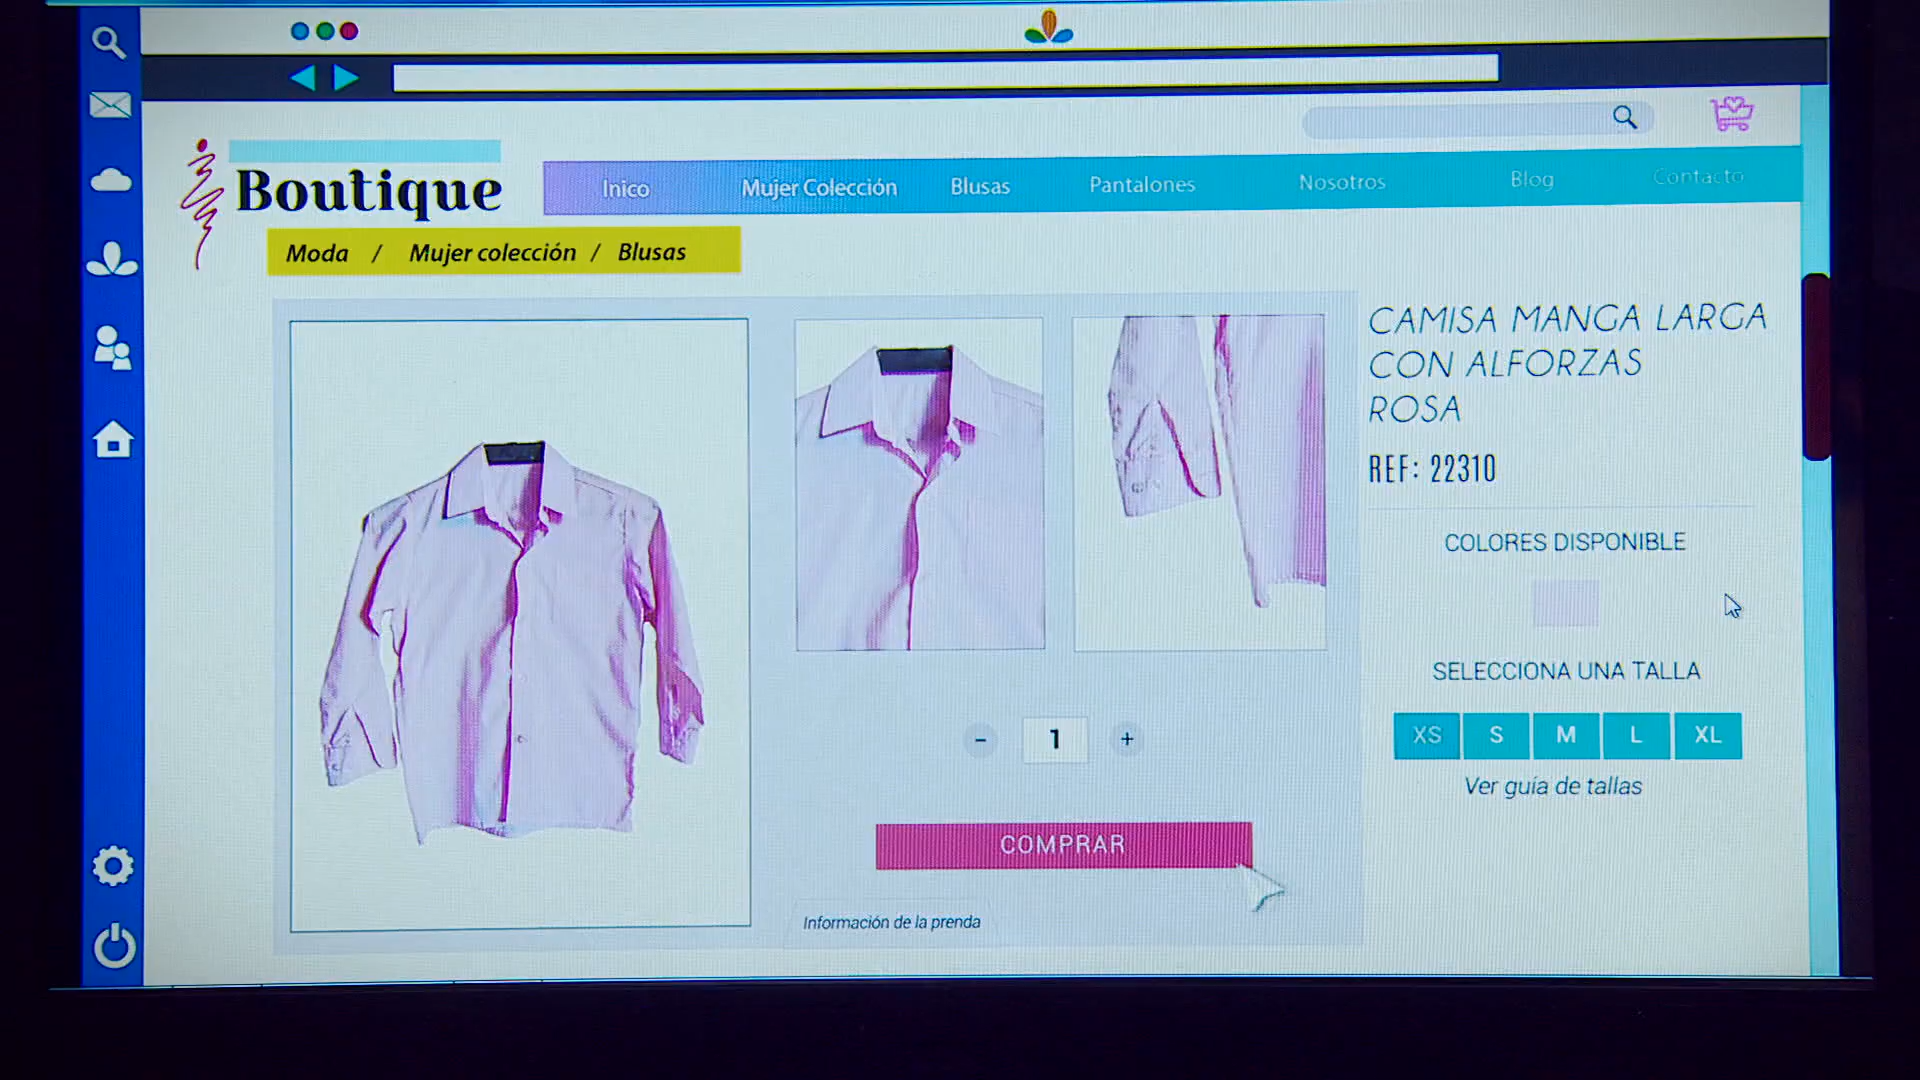 Boutique
Inico Mujer Colección Blusas Pantalones Nosotros Blog Contacto
Moda / Mujer colección / Blusas
CAMISA MANGA LARGA
CON ALFORZAS
ROSA
REF: 22310
COLORES DISPONIBLE
SELECCIONA UNA TALLA
XS S M L XL
Ver guía de tallas
- 1 +
COMPRAR
Información de la prenda